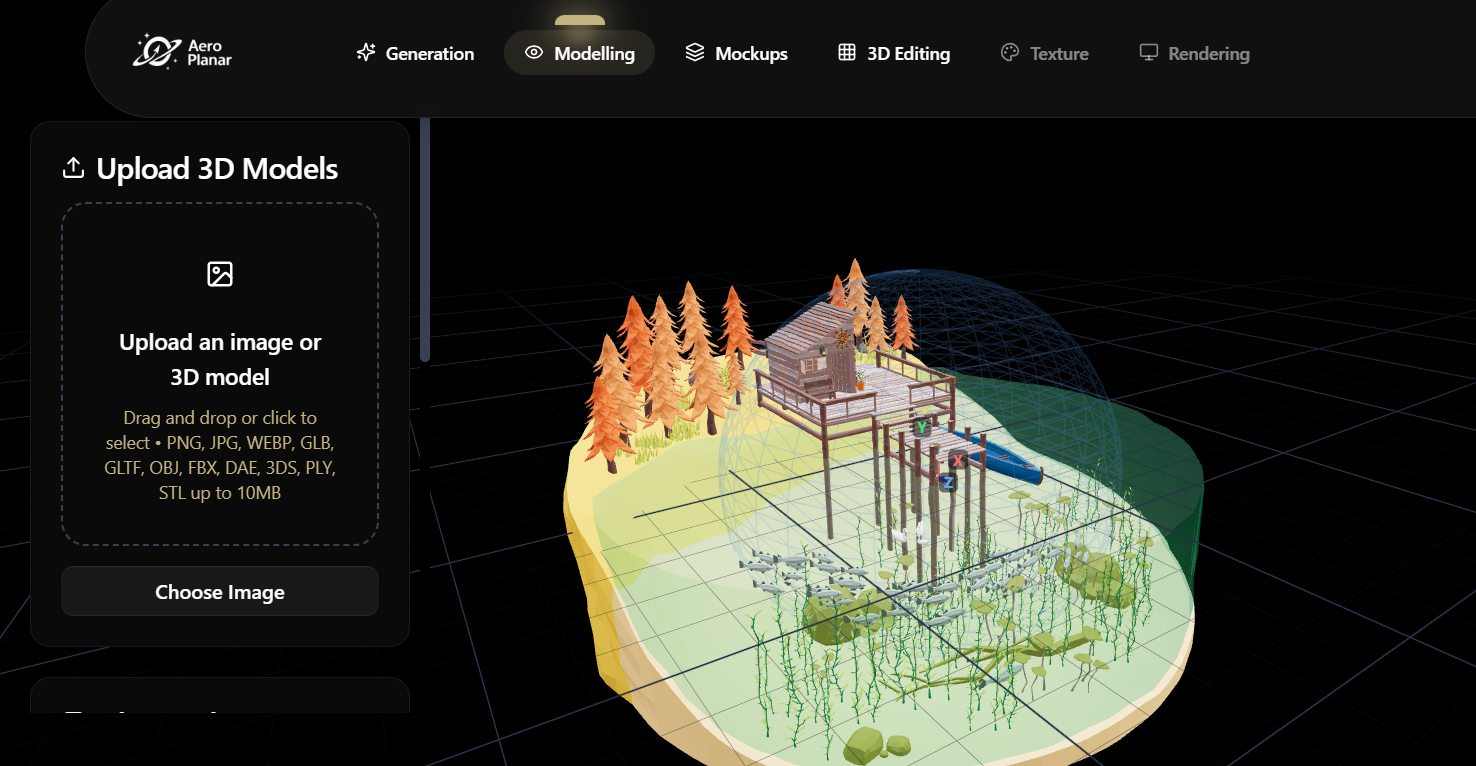 Aero
Planar
Generation
Modelling
Mockups
3D Editing
Texture
Rendering
Upload 3D Models
Upload an image or
3D model
Drag and drop or click to
select • PNG, JPG, WEBP, GLB,
GLTF, OBJ, FBX, DAE, 3DS, PLY,
STL up to 10MB
Choose Image
Y
X
Z